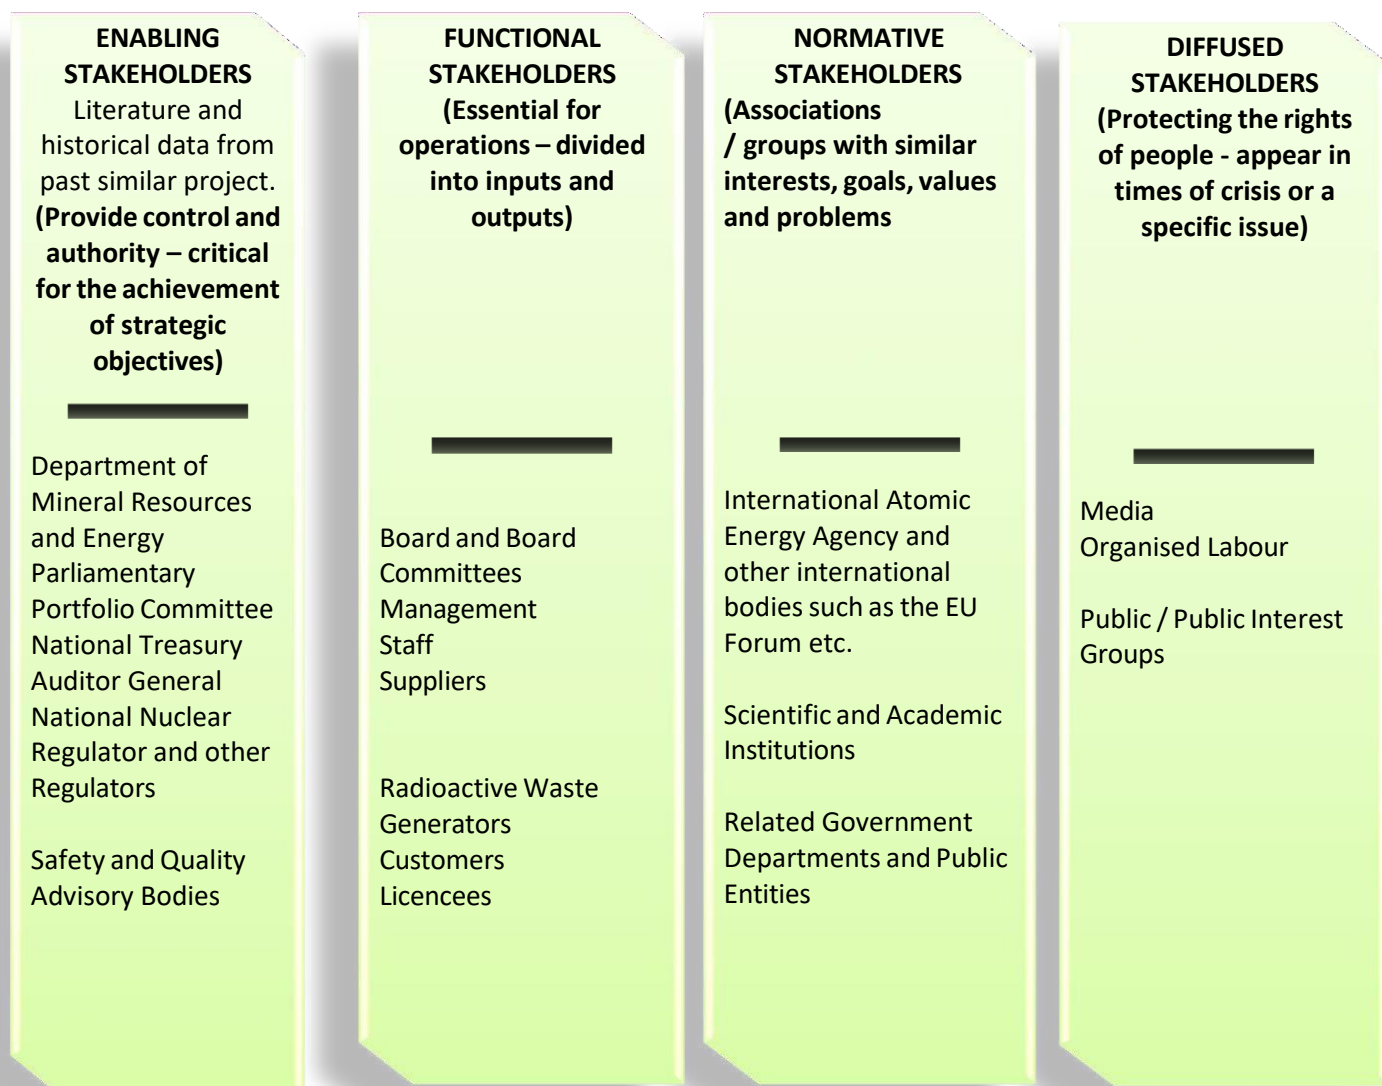 ENABLING
STAKEHOLDERS
Literature and
historical data from
past similar project.
(Provide control and
authority – critical
for the achievement
of strategic
objectives)
Department of
Mineral Resources
and Energy
Parliamentary
Portfolio Committee
National Treasury
Auditor General
National Nuclear
Regulator and other
Regulators
Safety and Quality
Advisory Bodies
FUNCTIONAL
STAKEHOLDERS
(Essential for
operations – divided
into inputs and
outputs)
Board and Board
Committees
Management
Staff
Suppliers
Radioactive Waste
Generators
Customers
Licencees
NORMATIVE
STAKEHOLDERS
(Associations
/ groups with similar
interests, goals, values
and problems
International Atomic
Energy Agency and
other international
bodies such as the EU
Forum etc.
Scientific and Academic
Institutions
Related Government
Departments and Public
Entities
DIFFUSED
STAKEHOLDERS
(Protecting the rights
of people - appear in
times of crisis or a
specific issue)
Media
Organised Labour
Public / Public Interest
Groups